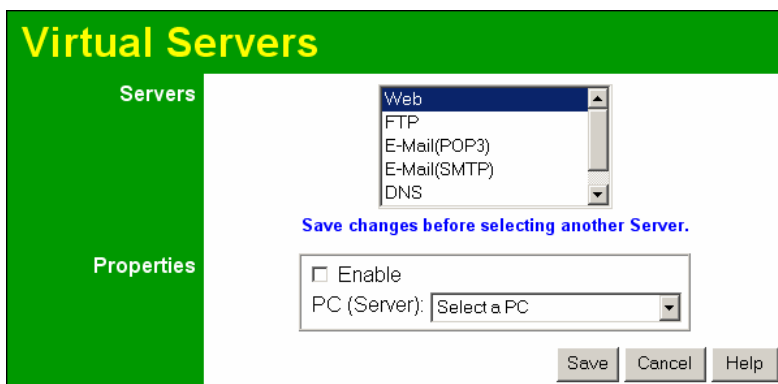 Virtual Servers
Servers
Web
FTP
E-Mail(POP3)
E-Mail(SMTP)
DNS
Save changes before selecting another Server.
Properties
Enable
PC (Server): Select a PC
Save Cancel Help